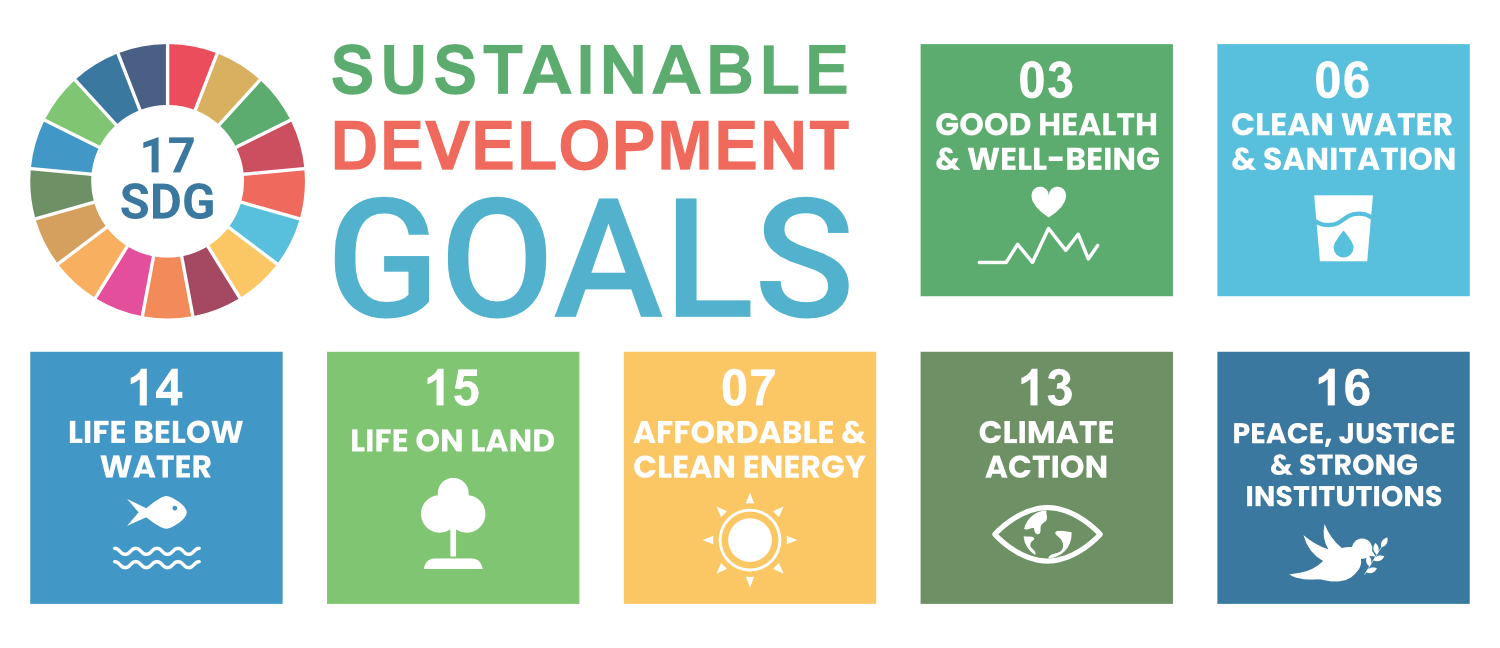 17
SDG
SUSTAINABLE
DEVELOPMENT
GOALS
03
GOOD HEALTH
& WELL-BEING
06
CLEAN WATER
& SANITATION
14
LIFE BELOW
WATER
15
LIFE ON LAND
07
AFFORDABLE &
CLEAN ENERGY
13
CLIMATE
ACTION
16
PEACE, JUSTICE
& STRONG
INSTITUTIONS